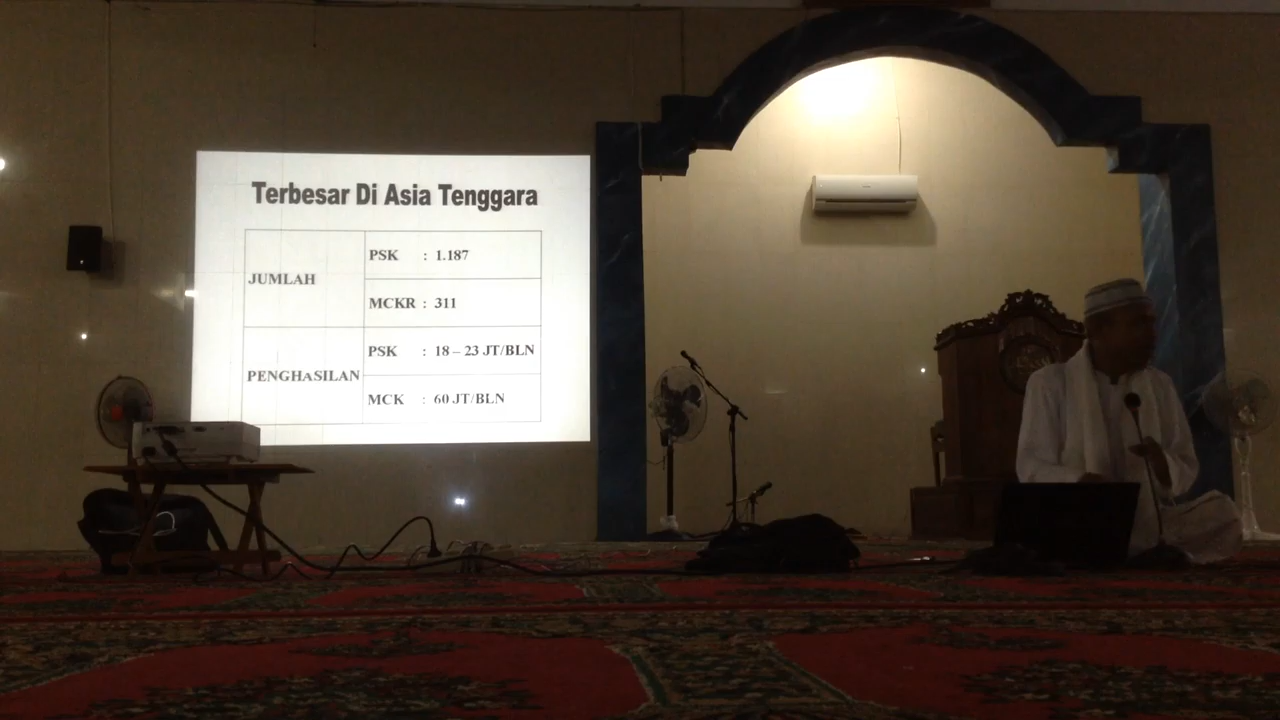 Terbesar Di Asia Tenggara
JUMLAH
PSK : 1.187
MCKR : 311
PENGHASILAN
PSK : 18 – 23 JT/BLN
MCK : 60 JT/BLN